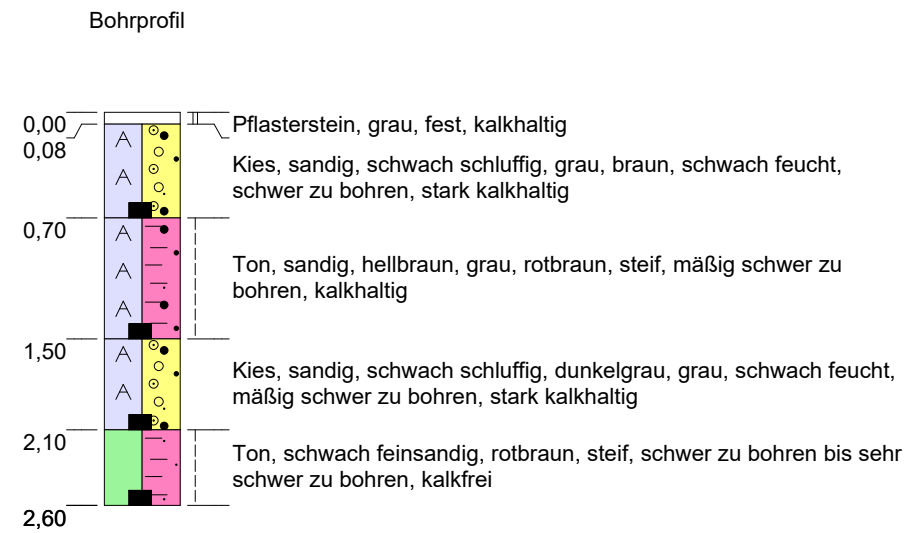 Bohrprofil
0,00
Pflasterstein, grau, fest, kalkhaltig
0,08
Kies, sandig, schwach schluffig, grau, braun, schwach feucht,
schwer zu bohren, stark kalkhaltig
A
A
0,70
Ton, sandig, hellbraun, grau, rotbraun, steif, mäßig schwer zu
bohren, kalkhaltig
A
A
A
1,50
Kies, sandig, schwach schluffig, dunkelgrau, grau, schwach feucht,
mäßig schwer zu bohren, stark kalkhaltig
A
A
2,10
Ton, schwach feinsandig, rotbraun, steif, schwer zu bohren bis sehr
schwer zu bohren, kalkfrei
2,60